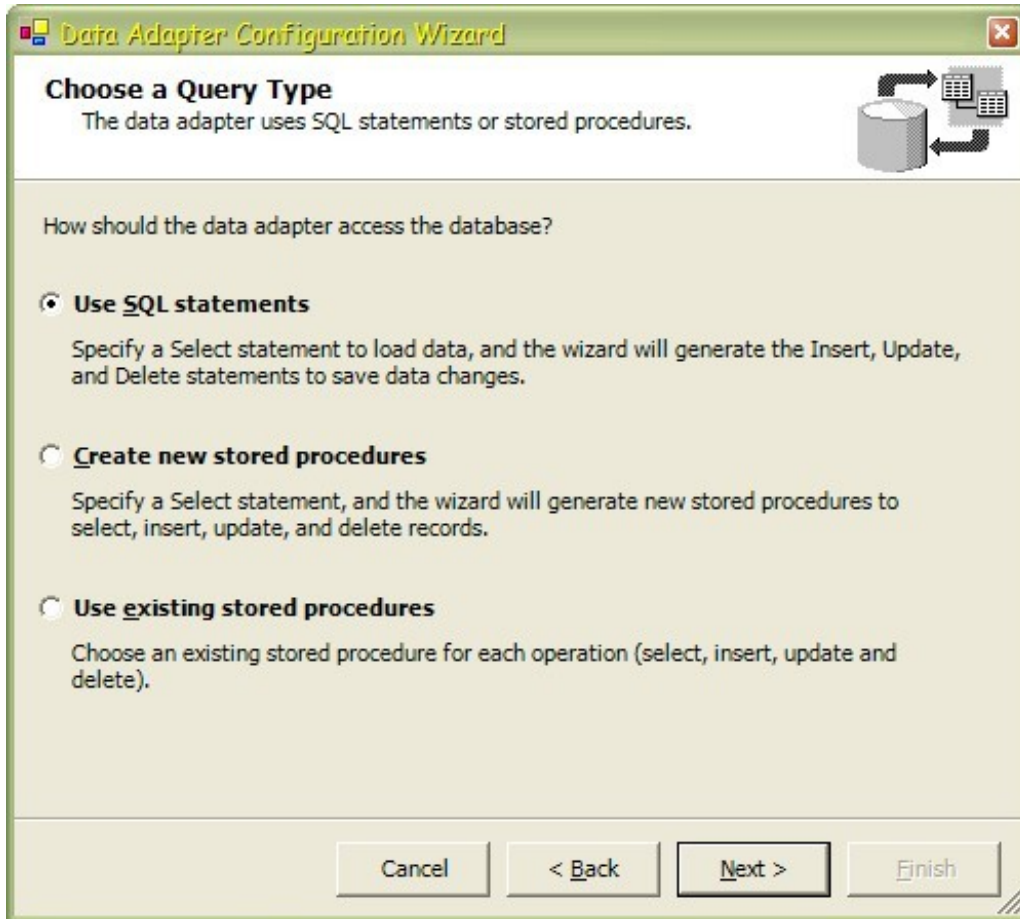 Data Adapter Configuration Wizard
Choose a Query Type
The data adapter uses SQL statements or stored procedures.
How should the data adapter access the database?
Use SQL statements
Specify a Select statement to load data, and the wizard will generate the Insert, Update,
and Delete statements to save data changes.
Create new stored procedures
Specify a Select statement, and the wizard will generate new stored procedures to
select, insert, update, and delete records.
Use existing stored procedures
Choose an existing stored procedure for each operation (select, insert, update and
delete).
Cancel < Back Next > Finish